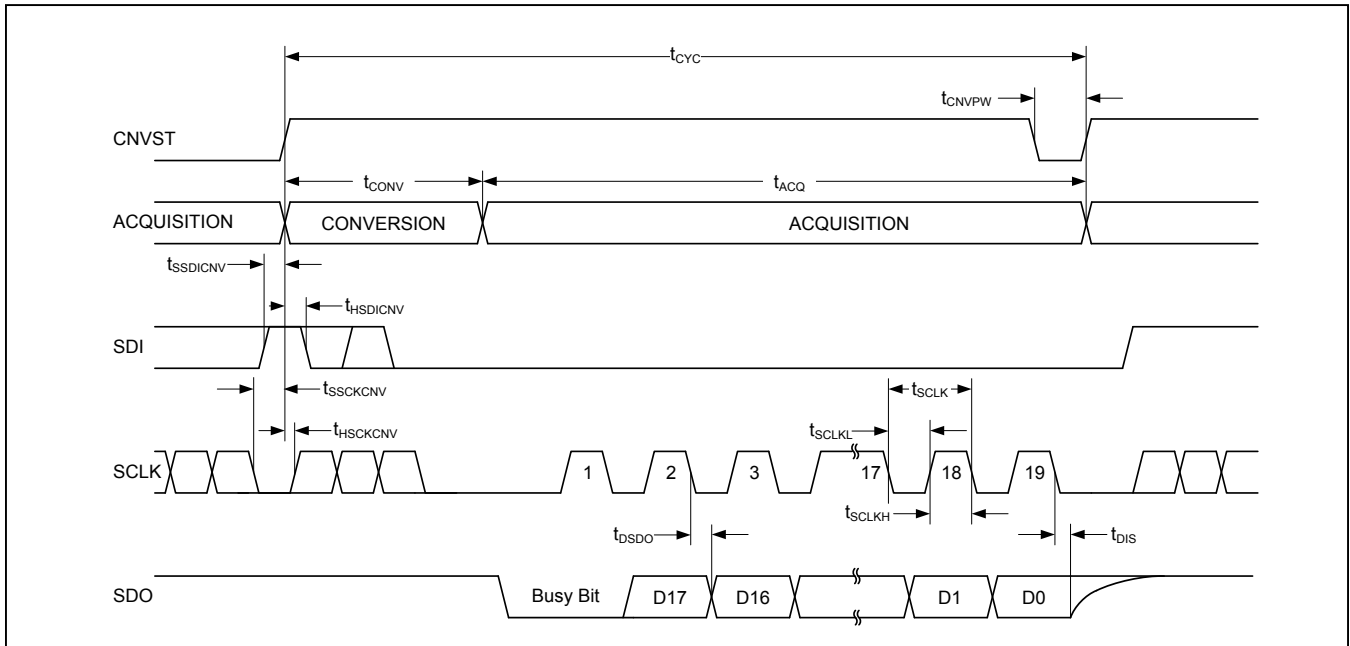 tCYC
tCNVPW
CNVST
tCONV
tACQ
ACQUISITION
CONVERSION
ACQUISITION
tSSDICNV
tHSDICNV
SDI
tSSCKCNV
tSCLK
tHSCKCNV
tSCLKL
SCLK
1
2
3
17
18
19
tSCLKH
tDSDO
tDIS
SDO
Busy Bit
D17
D16
D1
D0